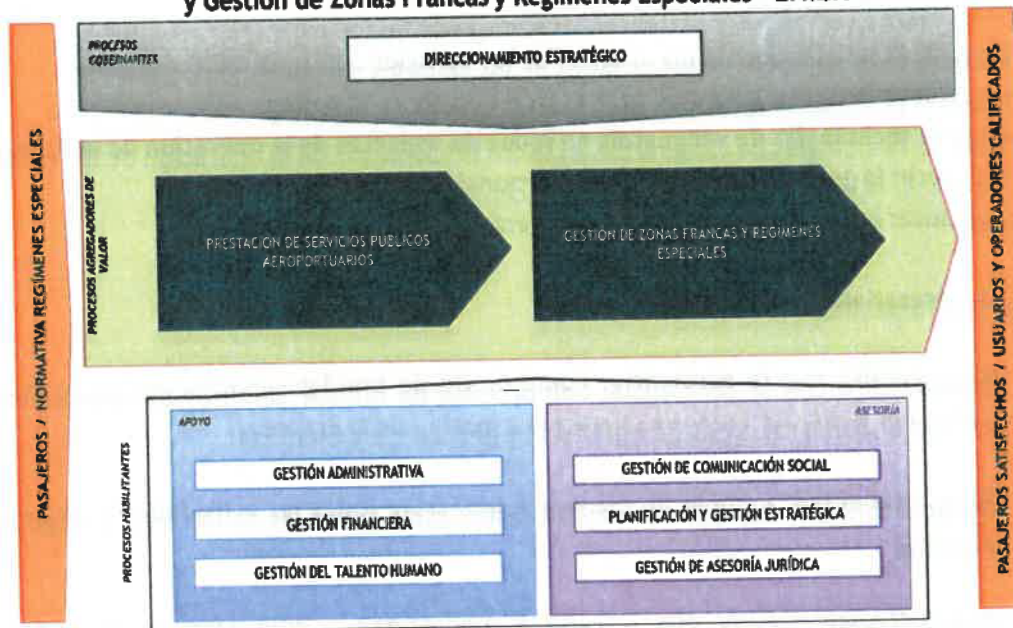 y Gestión de Zonas Francas y Regímenes Especiales
PROCESOS
GOBERNANTES
DIRECCIONAMIENTO ESTRATÉGICO
PASAJEROS / NORMATIVA REGÍMENES ESPECIALES
PROCESOS AGREGADORES DE
VALOR
PRESTACIÓN DE SERVICIOS PÚBLICOS
AEROPORTUARIOS
GESTIÓN DE ZONAS FRANCAS Y REGÍMENES
ESPECIALES
PROCESOS HABILITANTES
APOYO
GESTIÓN ADMINISTRATIVA
GESTIÓN FINANCIERA
GESTIÓN DEL TALENTO HUMANO
ASESORÍA
GESTIÓN DE COMUNICACIÓN SOCIAL
PLANIFICACIÓN Y GESTIÓN ESTRATÉGICA
GESTIÓN DE ASESORÍA JURÍDICA
PASAJEROS SATISFECHOS / USUARIOS Y OPERADORES CALIFICADOS